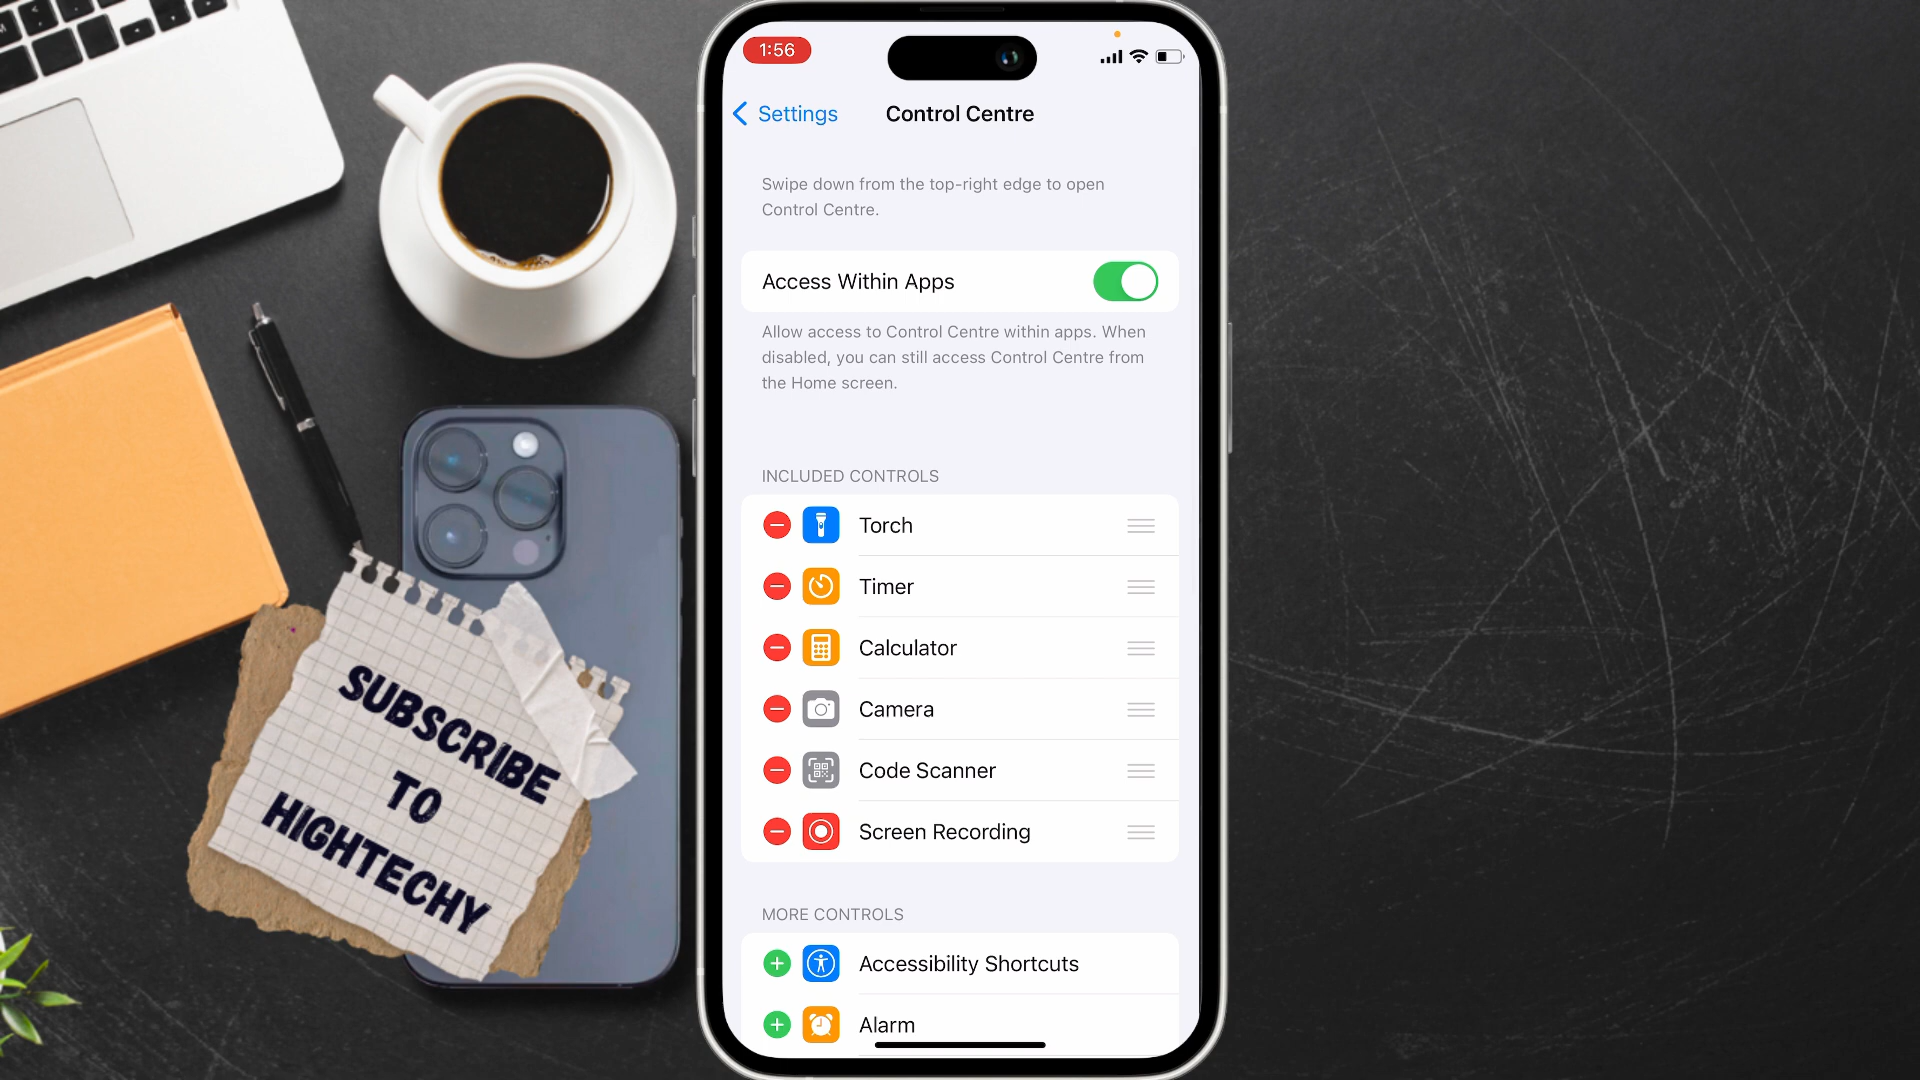 1:56
Settings
Control Centre
Swipe down from the top-right edge to open
Control Centre.
Access Within Apps
Allow access to Control Centre within apps. When
disabled, you can still access Control Centre from
the Home screen.
INCLUDED CONTROLS
Torch
Timer
Calculator
Camera
Code Scanner
Screen Recording
MORE CONTROLS
Accessibility Shortcuts
Alarm
SUBSCRIBE
TO
HIGHTECHY